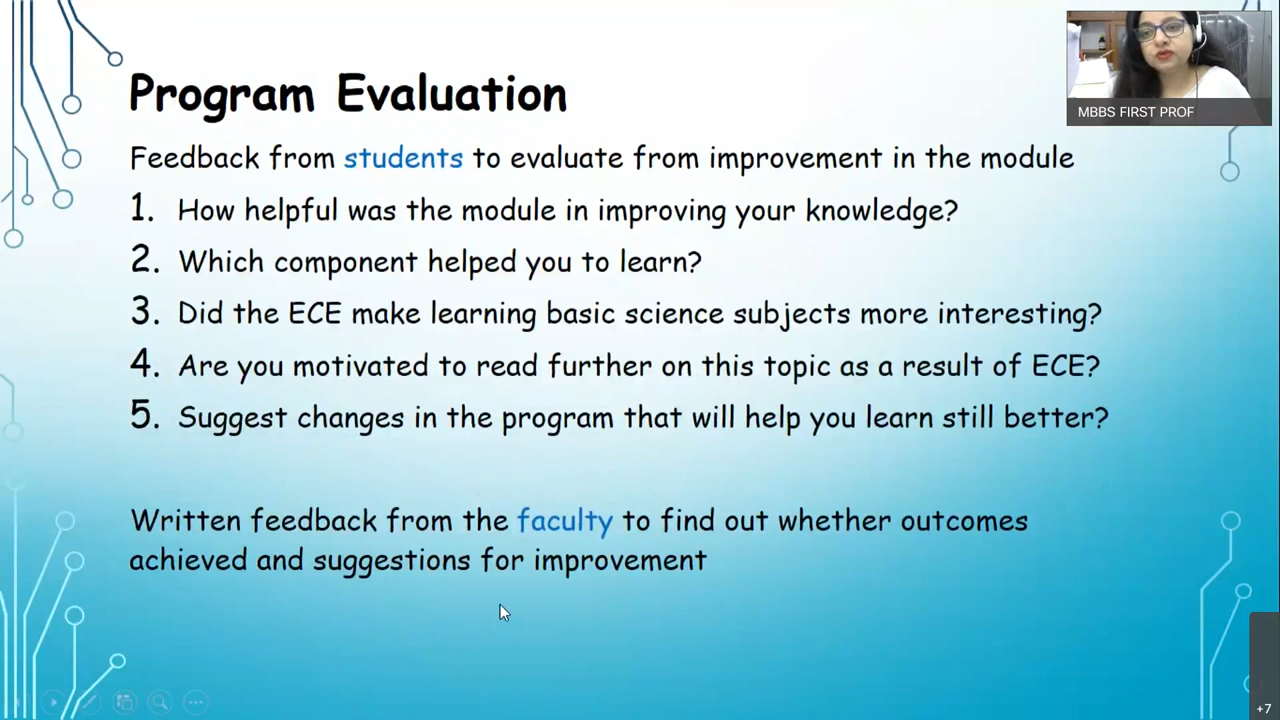 Program Evaluation
MBBS FIRST PROF
Feedback from students to evaluate from improvement in the module
1. How helpful was the module in improving your knowledge?
2. Which component helped you to learn?
3. Did the ECE make learning basic science subjects more interesting?
4. Are you motivated to read further on this topic as a result of ECE?
5. Suggest changes in the program that will help you learn still better?
Written feedback from the faculty to find out whether outcomes
achieved and suggestions for improvement
+7